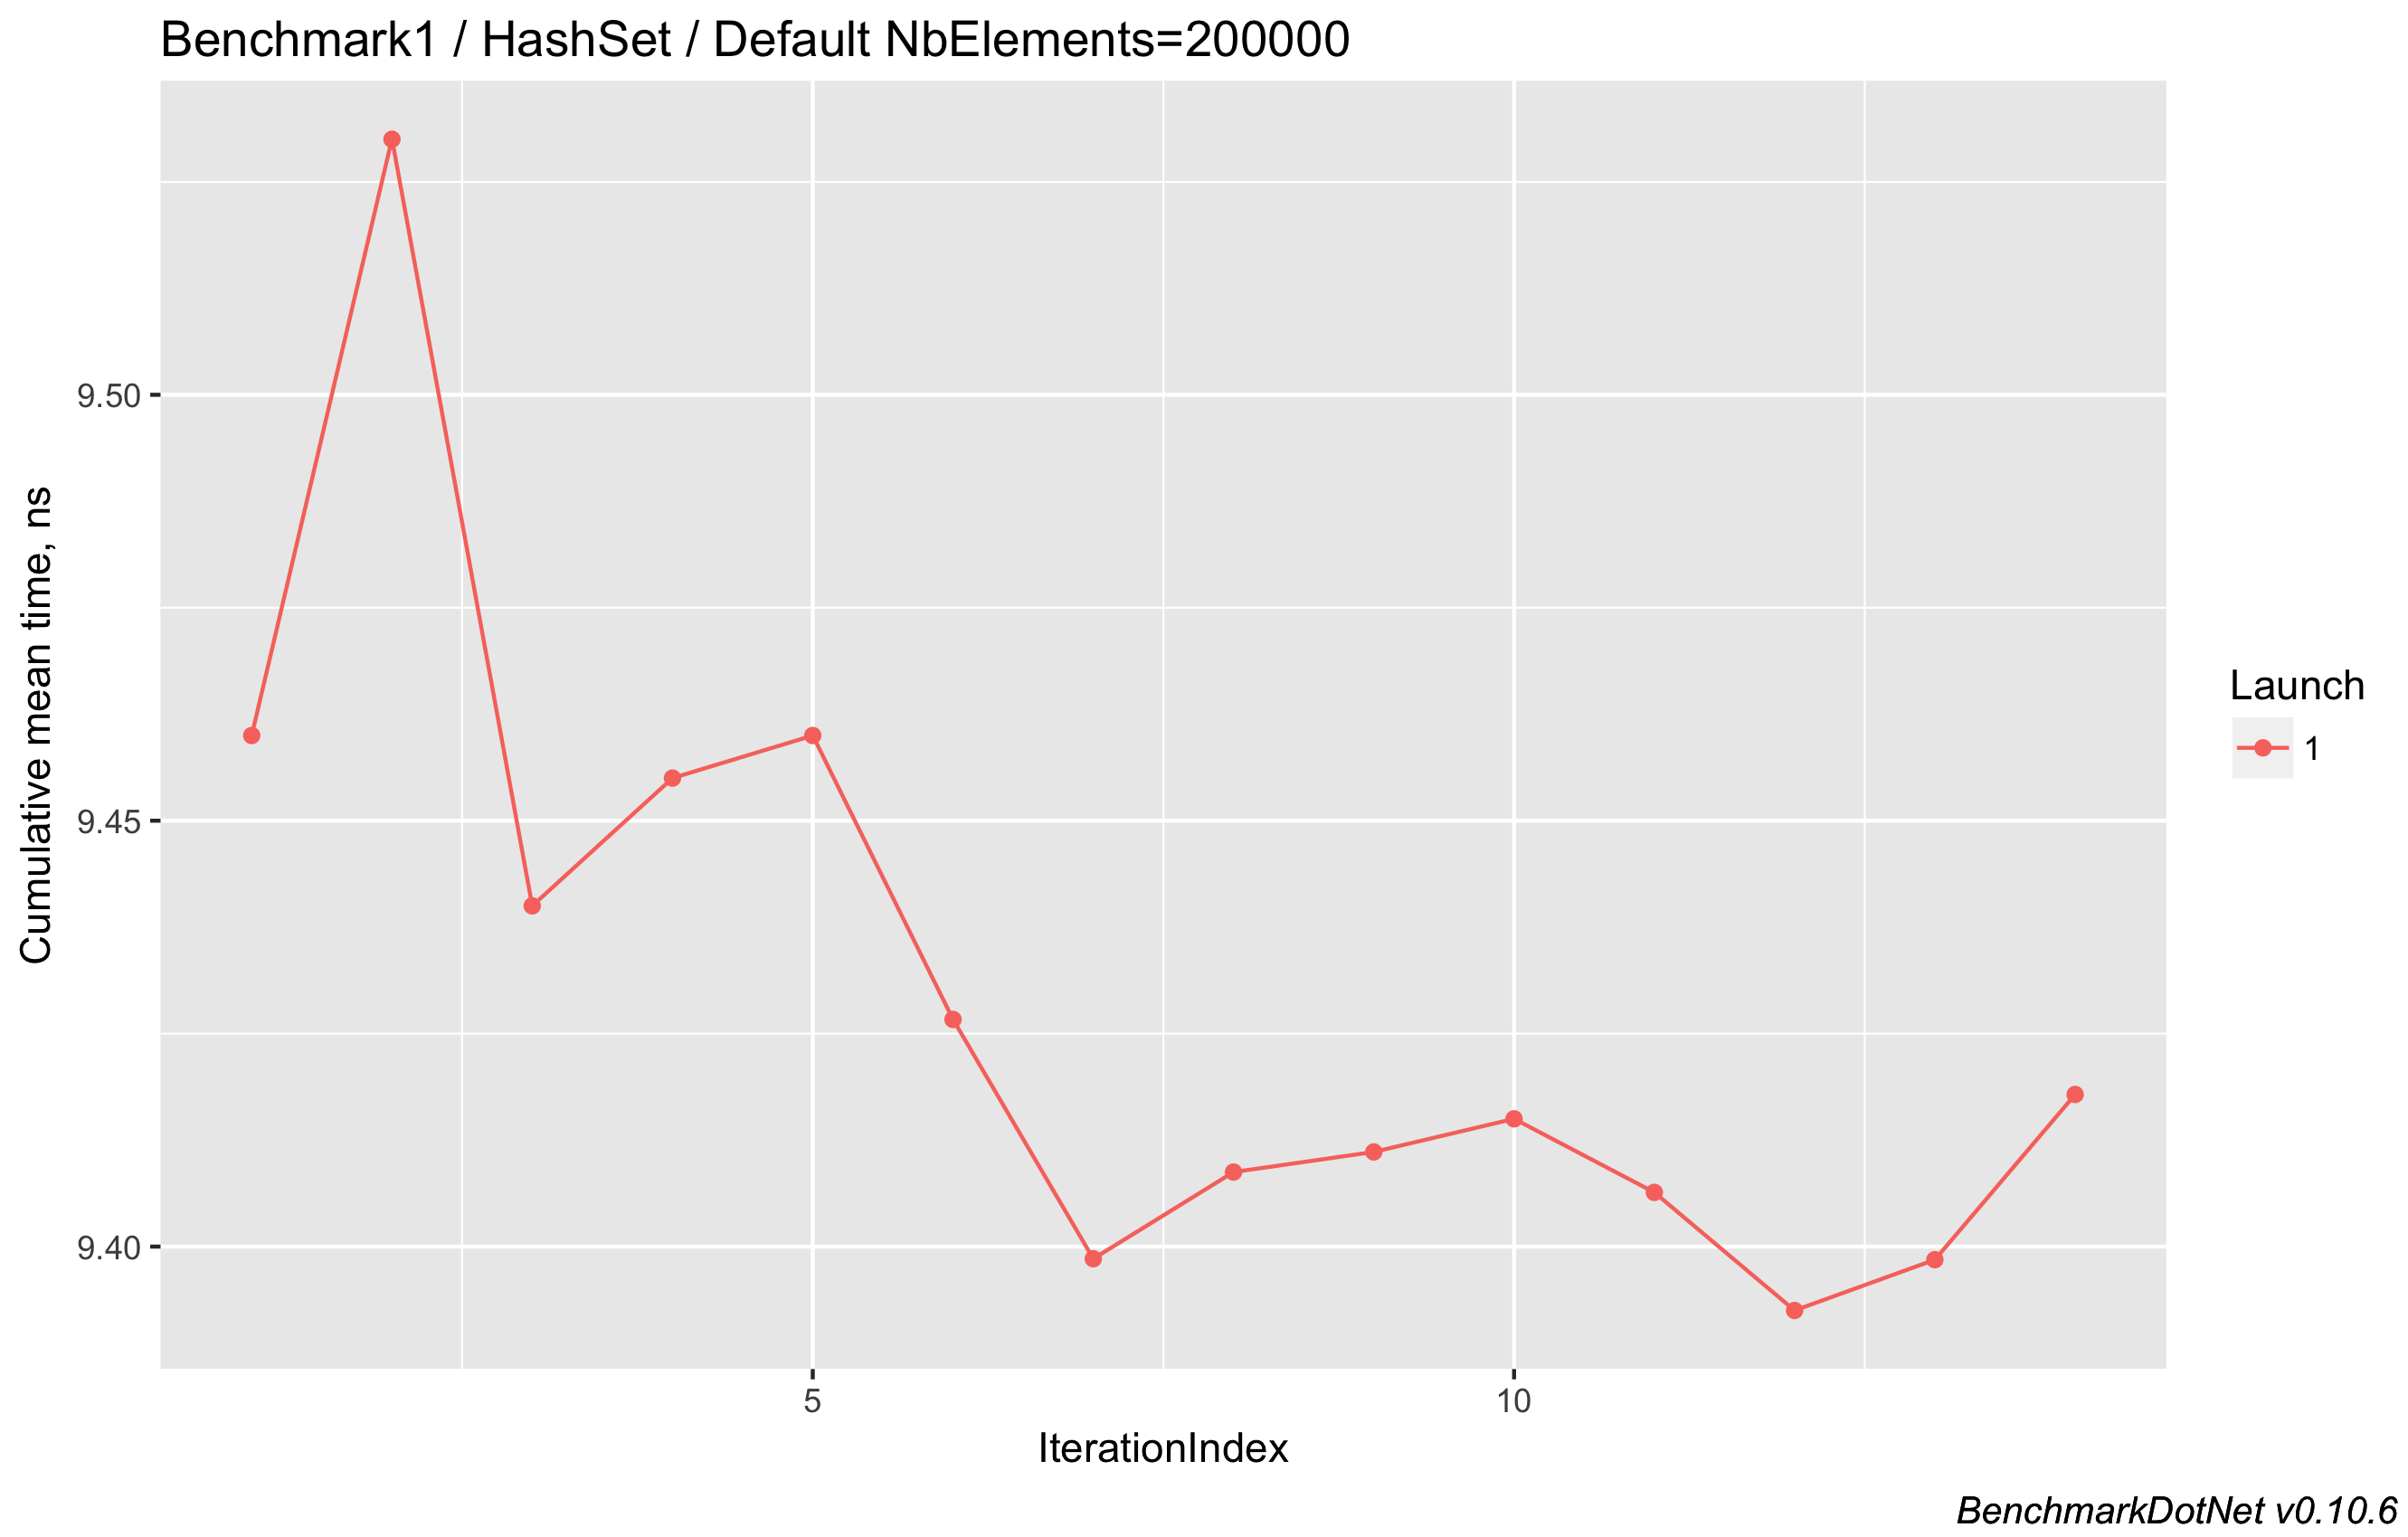 Benchmark1 / HashSet / Default NbElements=200000
Cumulative mean time, ns
9.50
9.45
9.40
5
10
IterationIndex
Launch
1
BenchmarkDotNet v0.10.6